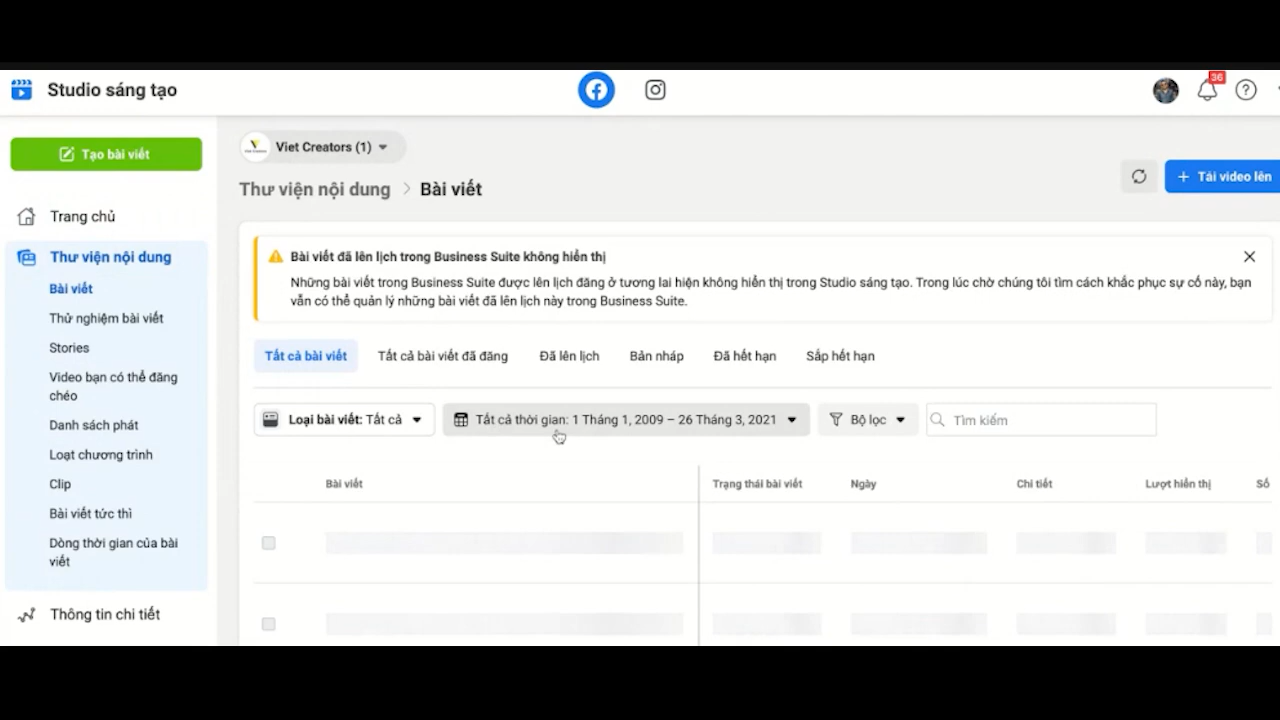 Studio sáng tạo
36
Tạo bài viết
Viet Creators (1)
Thư viện nội dung > Bài viết
+ Tải video lên
Trang chủ
Thư viện nội dung
Bài viết
Thử nghiệm bài viết
Stories
Video bạn có thể đăng
chéo
Danh sách phát
Loạt chương trình
Clip
Bài viết tức thì
Dòng thời gian của bài
viết
Thông tin chi tiết
Bài viết đã lên lịch trong Business Suite không hiển thị
Những bài viết trong Business Suite được lên lịch đăng ở tương lai hiện không hiển thị trong Studio sáng tạo. Trong lúc chờ chúng tôi tìm cách khắc phục sự cố này, bạn
vẫn có thể quản lý những bài viết đã lên lịch này trong Business Suite.
Tất cả bài viết Tất cả bài viết đã đăng Đã lên lịch Bản nháp Đã hết hạn Sắp hết hạn
Loại bài viết: Tất cả Tất cả thời gian: 1 Tháng 1, 2009 – 26 Tháng 3, 2021 Bộ lọc Tìm kiếm
Bài viết Trạng thái bài viết Ngày Chi tiết Lượt hiển thị Số